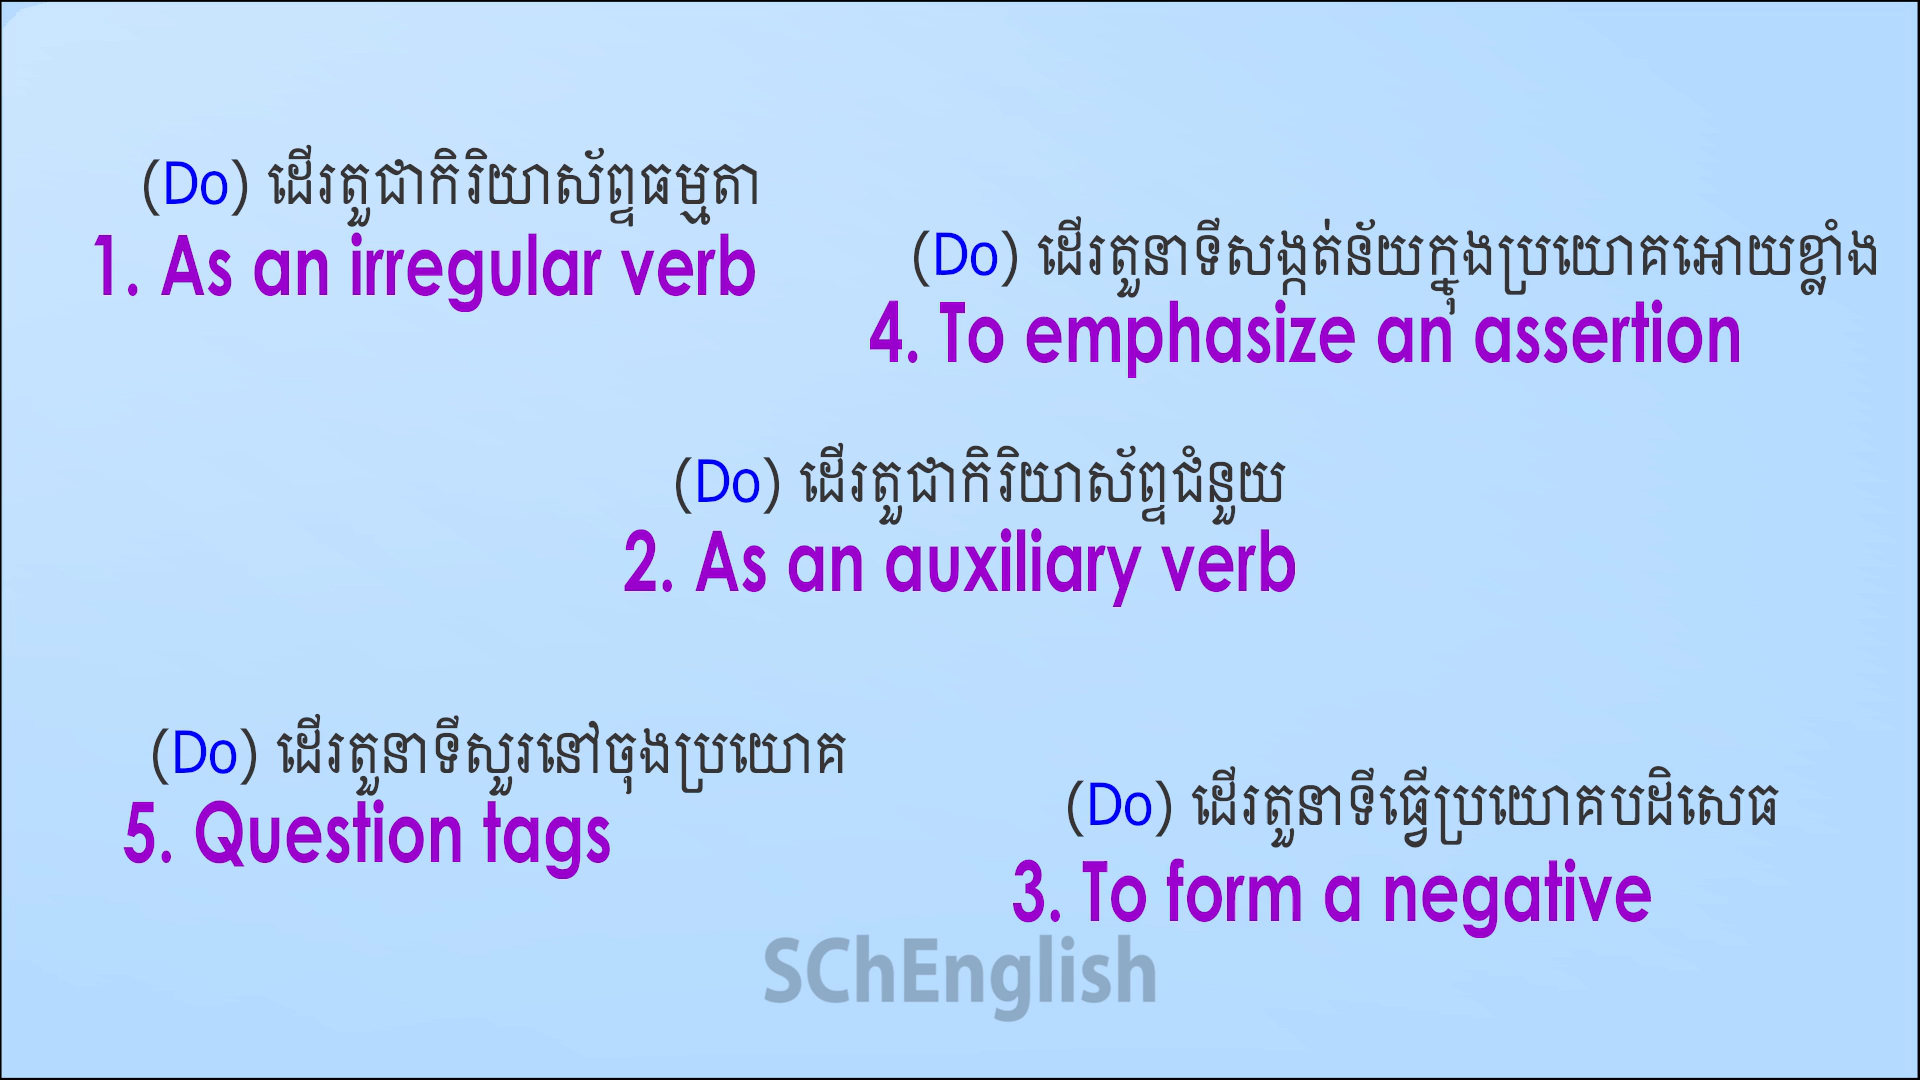 (Do) ដើរតួជាកិរិយាស័ព្ទធម្មតា
1. As an irregular verb
(Do) ដើរតួនាទីសង្កត់ន័យក្នុងប្រយោគអោយខ្លាំង
4. To emphasize an assertion
(Do) ដើរតួជាកិរិយាស័ព្ទជំនួយ
2. As an auxiliary verb
(Do) ដើរតួនាទីសួរនៅចុងប្រយោគ
5. Question tags
(Do) ដើរតួនាទីធ្វើប្រយោគបដិសេធ
3. To form a negative
SChEnglish